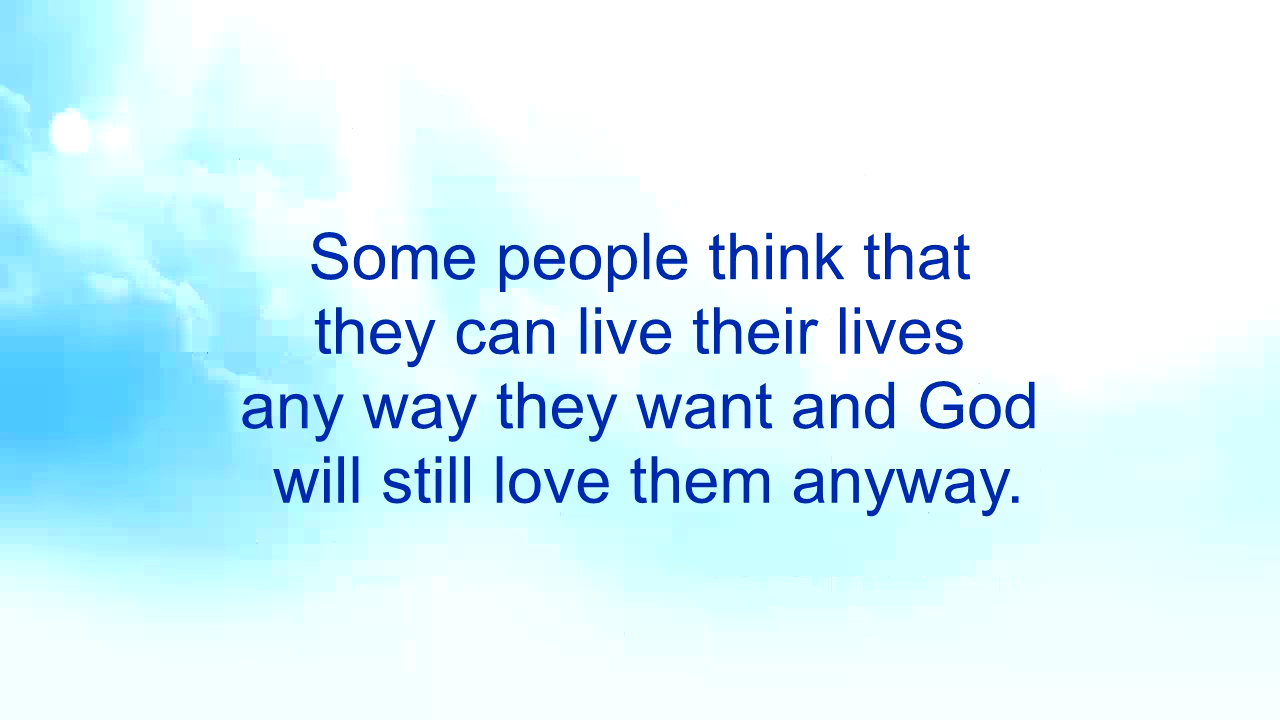 Some people think that
they can live their lives
any way they want and God
will still love them anyway.